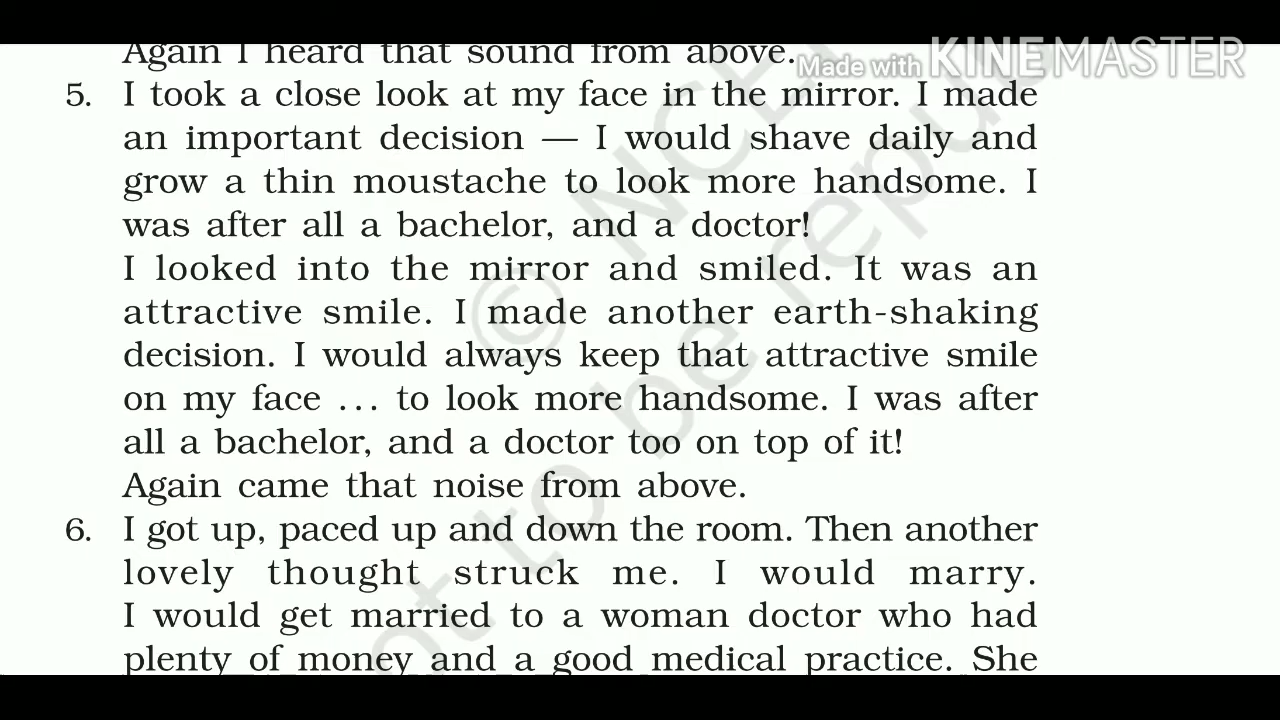 Again I heard that sound from above.
Made with KINEMASTER
5. I took a close look at my face in the mirror. I made
an important decision — I would shave daily and
grow a thin moustache to look more handsome. I
was after all a bachelor, and a doctor!
I looked into the mirror and smiled. It was an
attractive smile. I made another earth-shaking
decision. I would always keep that attractive smile
on my face ... to look more handsome. I was after
all a bachelor, and a doctor too on top of it!
Again came that noise from above.
6. I got up, paced up and down the room. Then another
lovely thought struck me. I would marry.
I would get married to a woman doctor who had
plenty of money and a good medical practice. She
© NCE
not to be repu